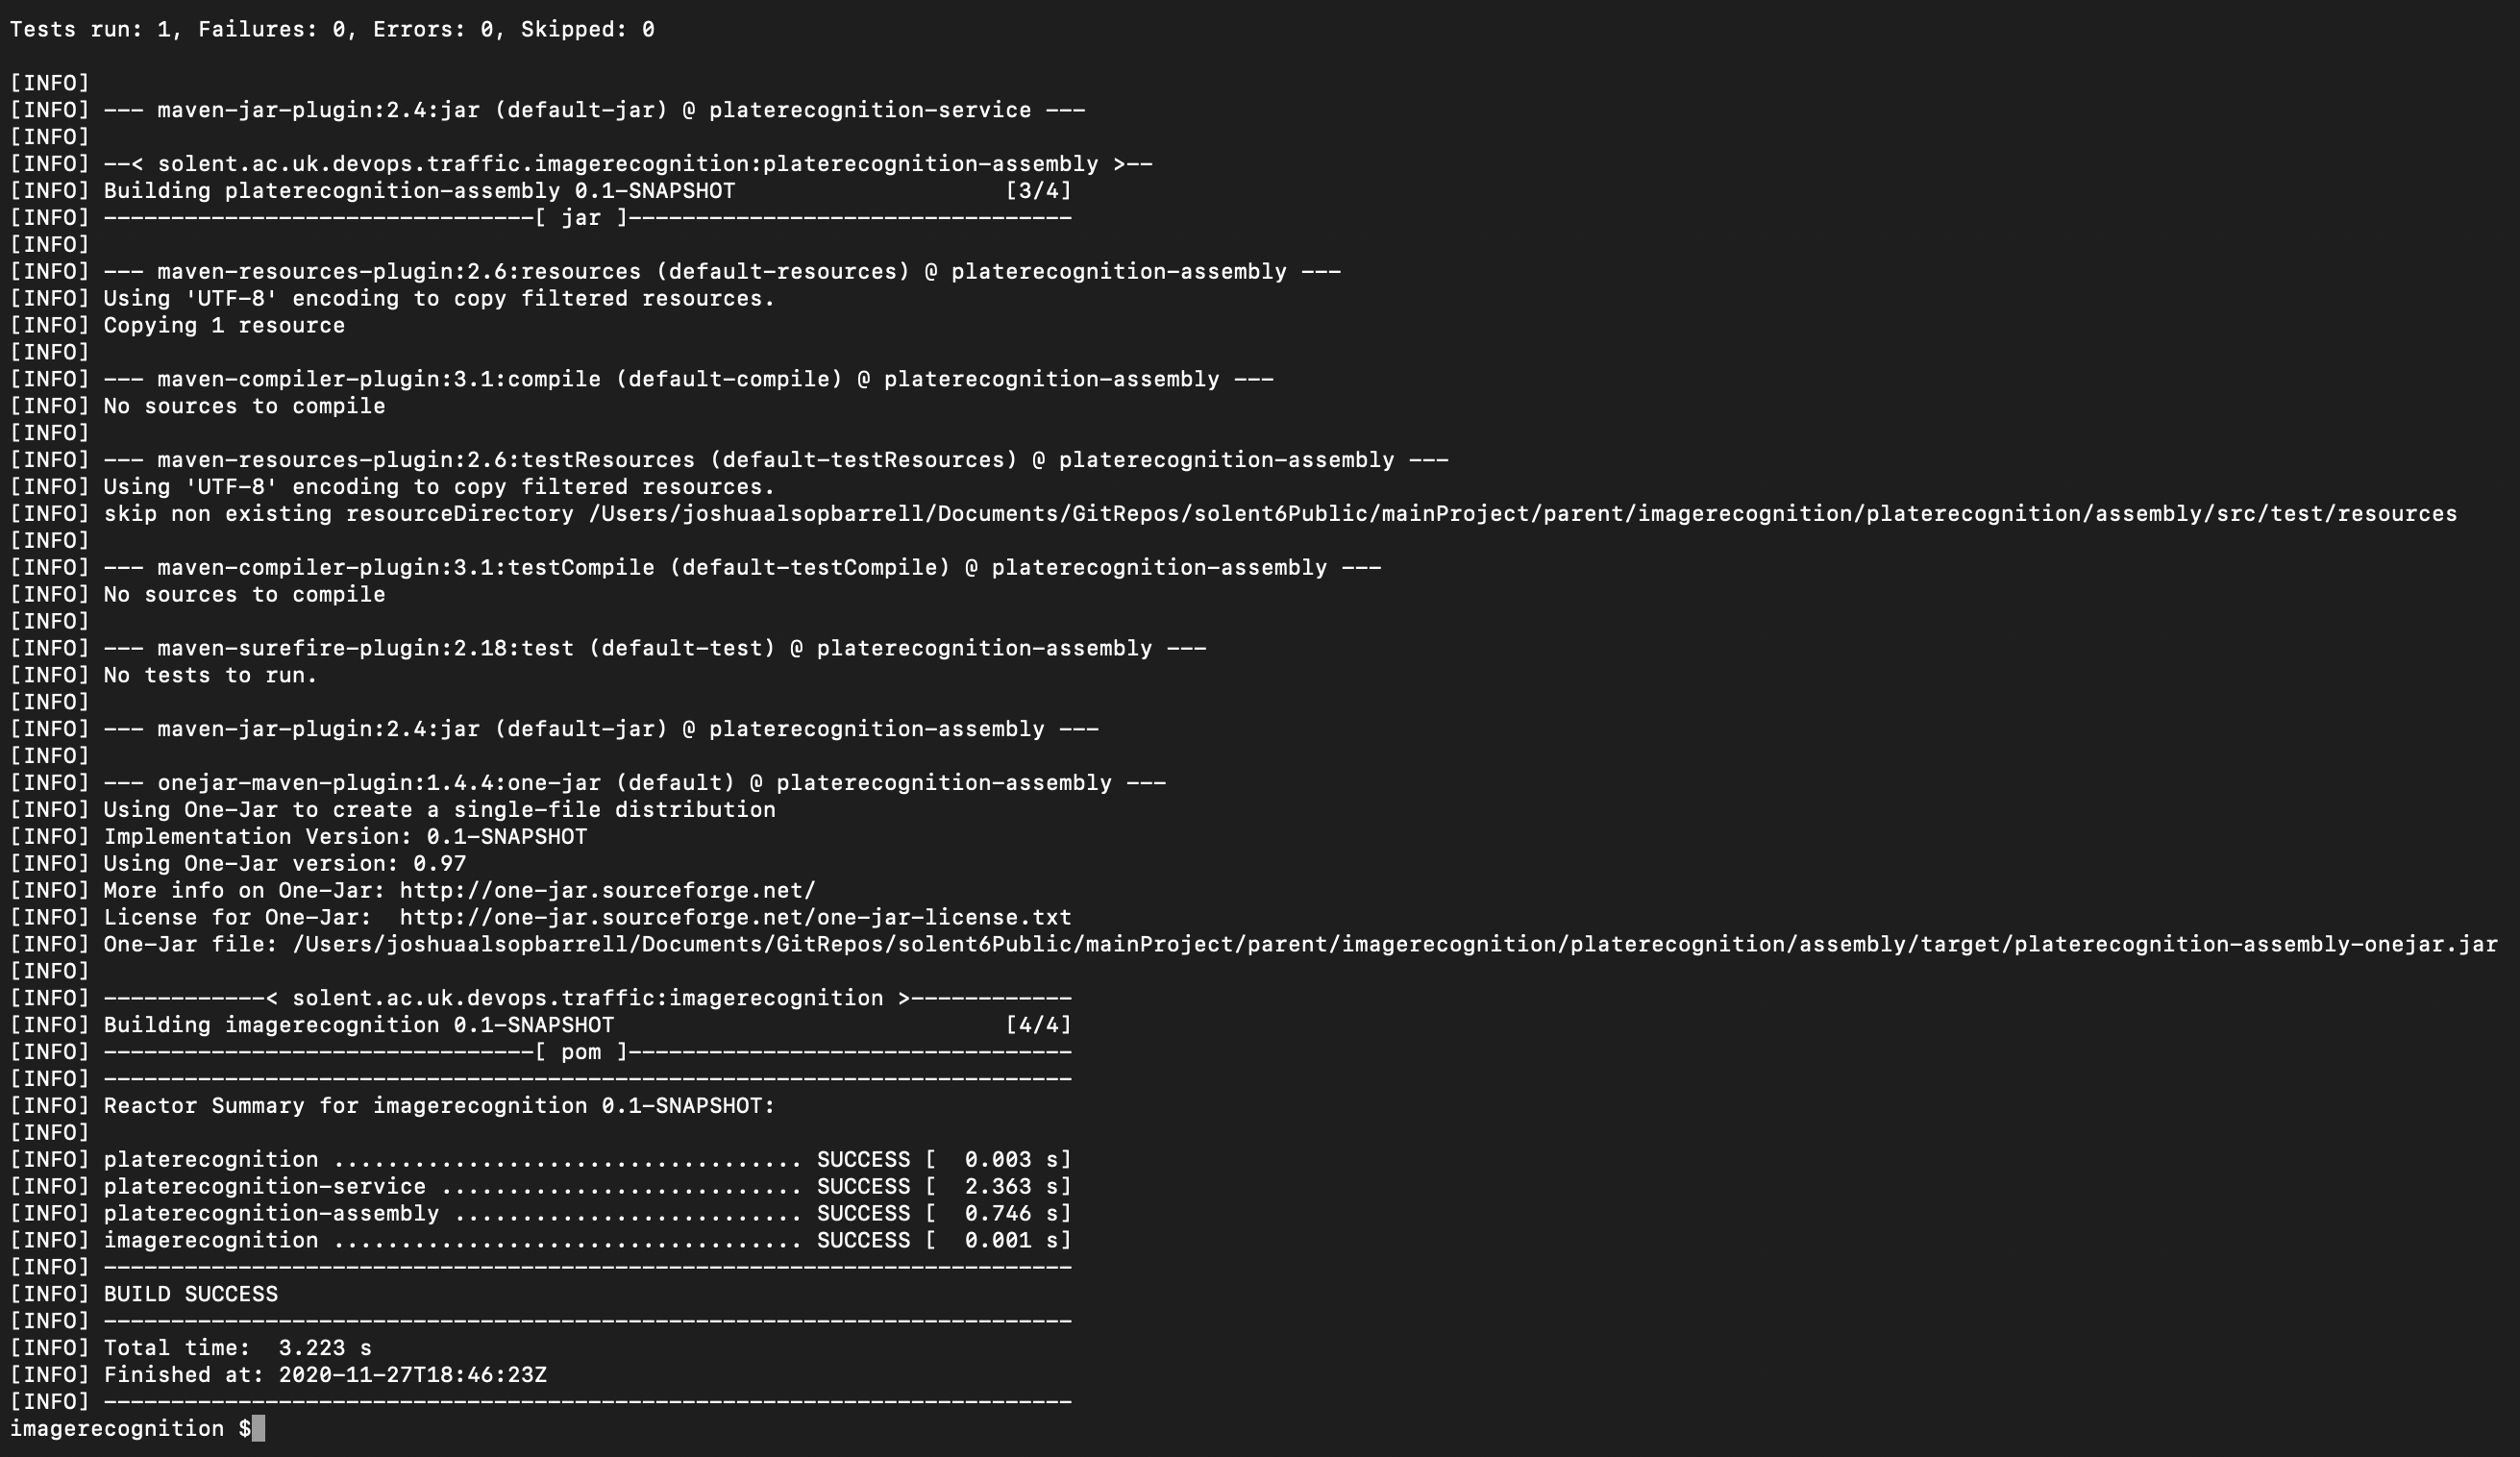 Tests run: 1, Failures: 0, Errors: 0, Skipped: 0
[INFO]
[INFO] --- maven-jar-plugin:2.4:jar (default-jar) @ platerecognition-service ---
[INFO]
[INFO] --< solent.ac.uk.devops.traffic.imagerecognition:platerecognition-assembly >--
[INFO] Building platerecognition-assembly 0.1-SNAPSHOT                    [3/4]
[INFO] --------------------------------[ jar ]---------------------------------
[INFO]
[INFO] --- maven-resources-plugin:2.6:resources (default-resources) @ platerecognition-assembly ---
[INFO] Using 'UTF-8' encoding to copy filtered resources.
[INFO] Copying 1 resource
[INFO]
[INFO] --- maven-compiler-plugin:3.1:compile (default-compile) @ platerecognition-assembly ---
[INFO] No sources to compile
[INFO]
[INFO] --- maven-resources-plugin:2.6:testResources (default-testResources) @ platerecognition-assembly ---
[INFO] Using 'UTF-8' encoding to copy filtered resources.
[INFO] skip non existing resourceDirectory /Users/joshuaalsopbarrell/Documents/GitRepos/solent6Public/mainProject/parent/imagerecognition/platerecognition/assembly/src/test/resources
[INFO]
[INFO] --- maven-compiler-plugin:3.1:testCompile (default-testCompile) @ platerecognition-assembly ---
[INFO] No sources to compile
[INFO]
[INFO] --- maven-surefire-plugin:2.18:test (default-test) @ platerecognition-assembly ---
[INFO] No tests to run.
[INFO]
[INFO] --- maven-jar-plugin:2.4:jar (default-jar) @ platerecognition-assembly ---
[INFO]
[INFO] --- onejar-maven-plugin:1.4.4:one-jar (default) @ platerecognition-assembly ---
[INFO] Using One-Jar to create a single-file distribution
[INFO] Implementation Version: 0.1-SNAPSHOT
[INFO] Using One-Jar version: 0.97
[INFO] More info on One-Jar: http://one-jar.sourceforge.net/
[INFO] License for One-Jar:  http://one-jar.sourceforge.net/one-jar-license.txt
[INFO] One-Jar file: /Users/joshuaalsopbarrell/Documents/GitRepos/solent6Public/mainProject/parent/imagerecognition/platerecognition/assembly/target/platerecognition-assembly-onejar.jar
[INFO]
[INFO] ------------< solent.ac.uk.devops.traffic:imagerecognition >------------
[INFO] Building imagerecognition 0.1-SNAPSHOT                             [4/4]
[INFO] --------------------------------[ pom ]---------------------------------
[INFO] ------------------------------------------------------------------------
[INFO] Reactor Summary for imagerecognition 0.1-SNAPSHOT:
[INFO]
[INFO] platerecognition ................................... SUCCESS [  0.003 s]
[INFO] platerecognition-service ........................... SUCCESS [  2.363 s]
[INFO] platerecognition-assembly .......................... SUCCESS [  0.746 s]
[INFO] imagerecognition ................................... SUCCESS [  0.001 s]
[INFO] ------------------------------------------------------------------------
[INFO] BUILD SUCCESS
[INFO] ------------------------------------------------------------------------
[INFO] Total time:  3.223 s
[INFO] Finished at: 2020-11-27T18:46:23Z
[INFO] ------------------------------------------------------------------------
imagerecognition $